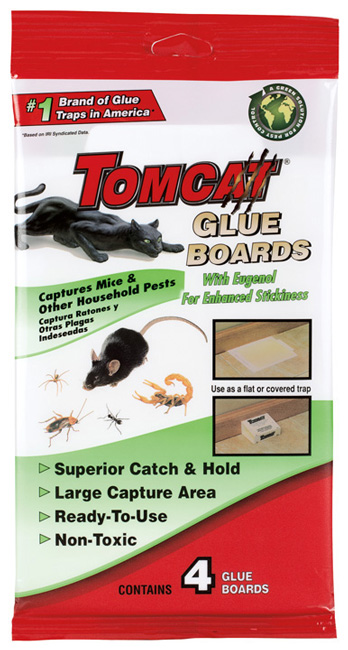 #1 Brand of Glue
Traps in America*
*Based on IRI Syndicated Data.
A GREEN SOLUTION FOR PEST CONTROL
TOMCAT®
GLUE
BOARDS
With Eugenol
For Enhanced Stickiness
Captures Mice &
Other Household Pests
Captura Ratones y
Otras Plagas
Indeseadas
Use as a flat or covered trap
TOMCAT
▷ Superior Catch & Hold
▷ Large Capture Area
▷ Ready-To-Use
▷ Non-Toxic
CONTAINS 4 GLUE
BOARDS